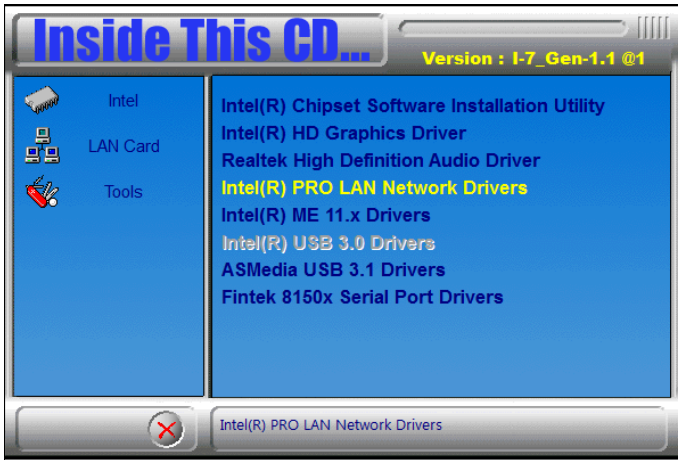 Inside This CD...
Version : I-7_Gen-1.1 @1
Intel
LAN Card
Tools
Intel(R) Chipset Software Installation Utility
Intel(R) HD Graphics Driver
Realtek High Definition Audio Driver
Intel(R) PRO LAN Network Drivers
Intel(R) ME 11.x Drivers
Intel(R) USB 3.0 Drivers
ASMedia USB 3.1 Drivers
Fintek 8150x Serial Port Drivers
Intel(R) PRO LAN Network Drivers